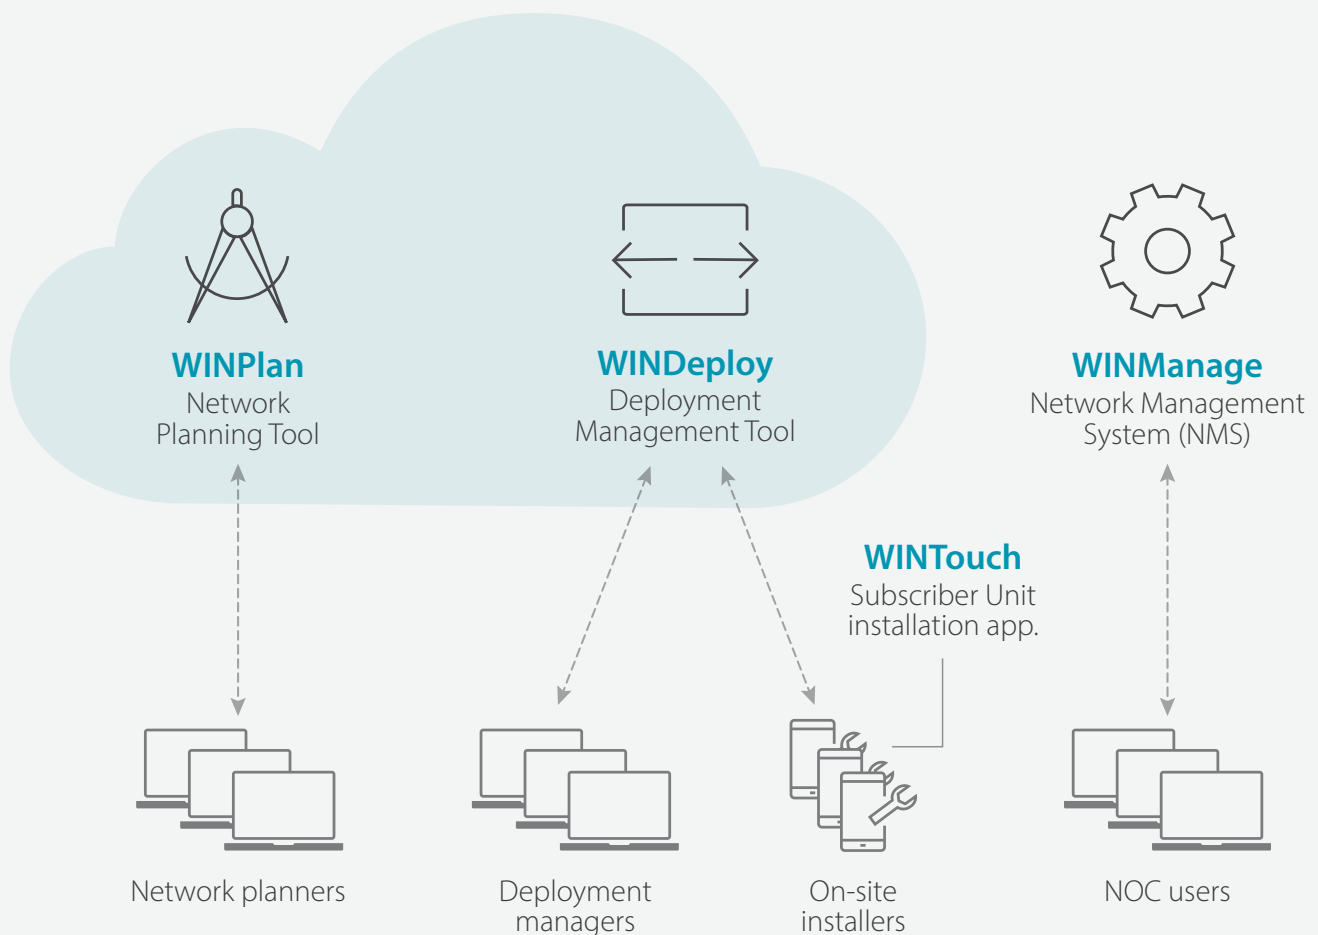 WINPlan
Network
Planning Tool
WINDeploy
Deployment
Management Tool
WINManage
Network Management
System (NMS)
WINTouch
Subscriber Unit
installation app.
Network planners
Deployment
managers
On-site
installers
NOC users